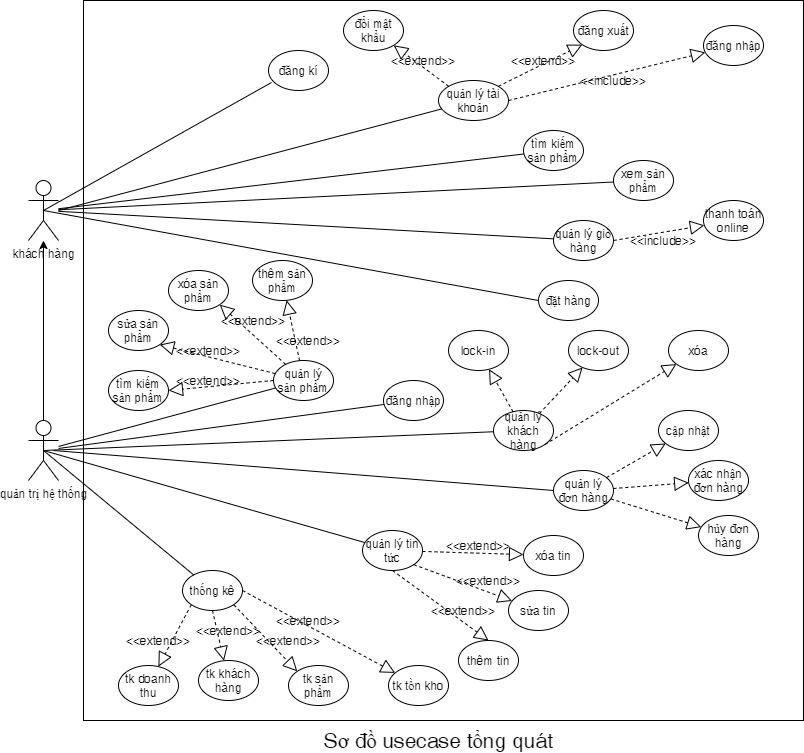 đổi mật
khẩu
đăng xuất
đăng nhập
<<extend>>
<<extend>>
<<include>>
đăng kí
quản lý tài
khoản
tìm kiếm
sản phẩm
xem sản
phẩm
khách hàng
quản lý giỏ
hàng
<<include>>
thanh toán
online
đặt hàng
xóa sản
phẩm
thêm sản
phẩm
<<extend>>
<<extend>>
sửa sản
phẩm
<<extend>>
tìm kiếm
sản phẩm
<<extend>>
quản lý
sản phẩm
lock-in
lock-out
xóa
đăng nhập
quản lý
khách
hàng
cập nhật
quản trị hệ thống
quản lý
đơn hàng
xác nhận
đơn hàng
hủy đơn
hàng
quản lý tin
tức
<<extend>>
xóa tin
<<extend>>
sửa tin
<<extend>>
thêm tin
thống kê
<<extend>>
<<extend>>
<<extend>>
<<extend>>
tk doanh
thu
tk khách
hàng
tk sản
phẩm
tk tồn kho
Sơ đồ usecase tổng quát